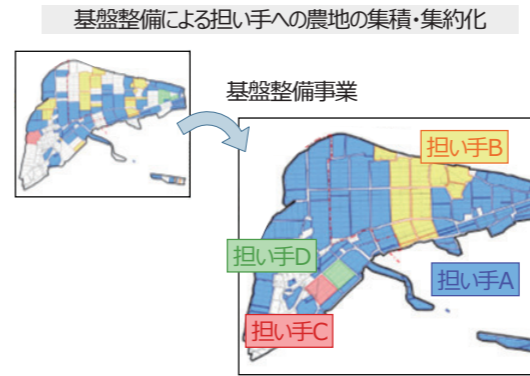 基盤整備による担い手への農地の集積・集約化
基盤整備事業
担い手B
担い手D
担い手A
担い手C